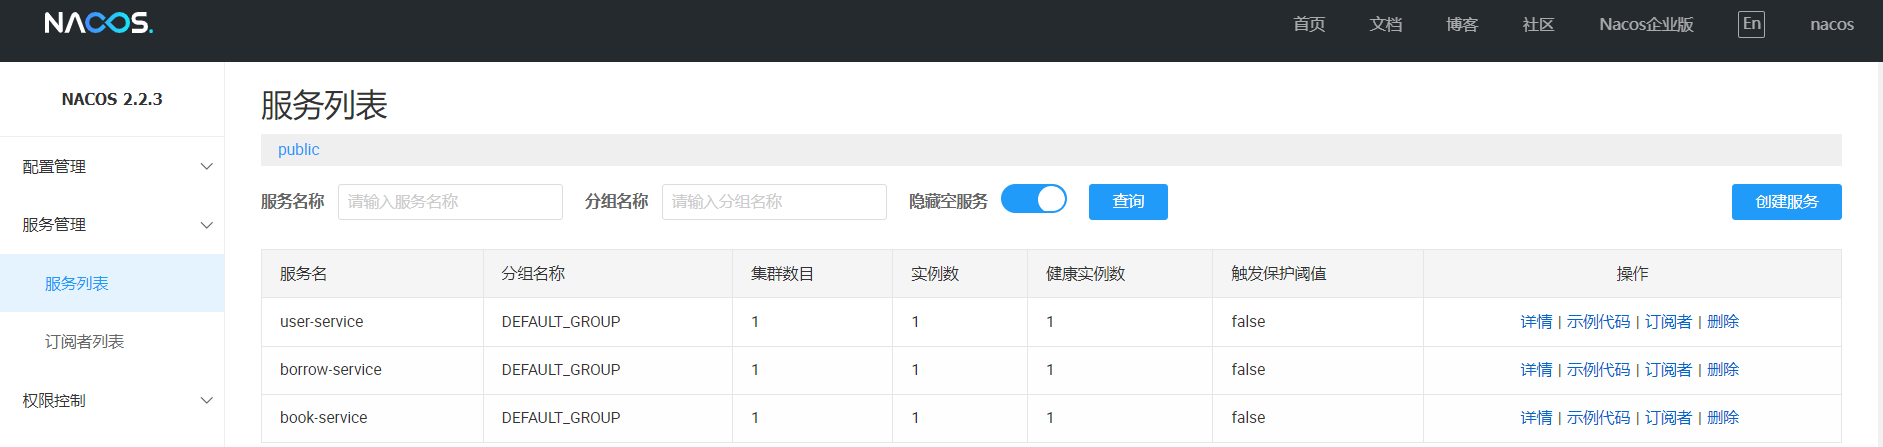 NACOS. 首页 文档 博客 社区 Nacos企业版 En nacos
NACOS 2.2.3
配置管理
服务管理
服务列表
订阅者列表
权限控制
服务列表
public
服务名称 请输入服务名称 分组名称 请输入分组名称 隐藏空服务 查询 创建服务
服务名 分组名称 集群数目 实例数 健康实例数 触发保护阈值 操作
user-service DEFAULT_GROUP 1 1 1 false 详情 | 示例代码 | 订阅者 | 删除
borrow-service DEFAULT_GROUP 1 1 1 false 详情 | 示例代码 | 订阅者 | 删除
book-service DEFAULT_GROUP 1 1 1 false 详情 | 示例代码 | 订阅者 | 删除